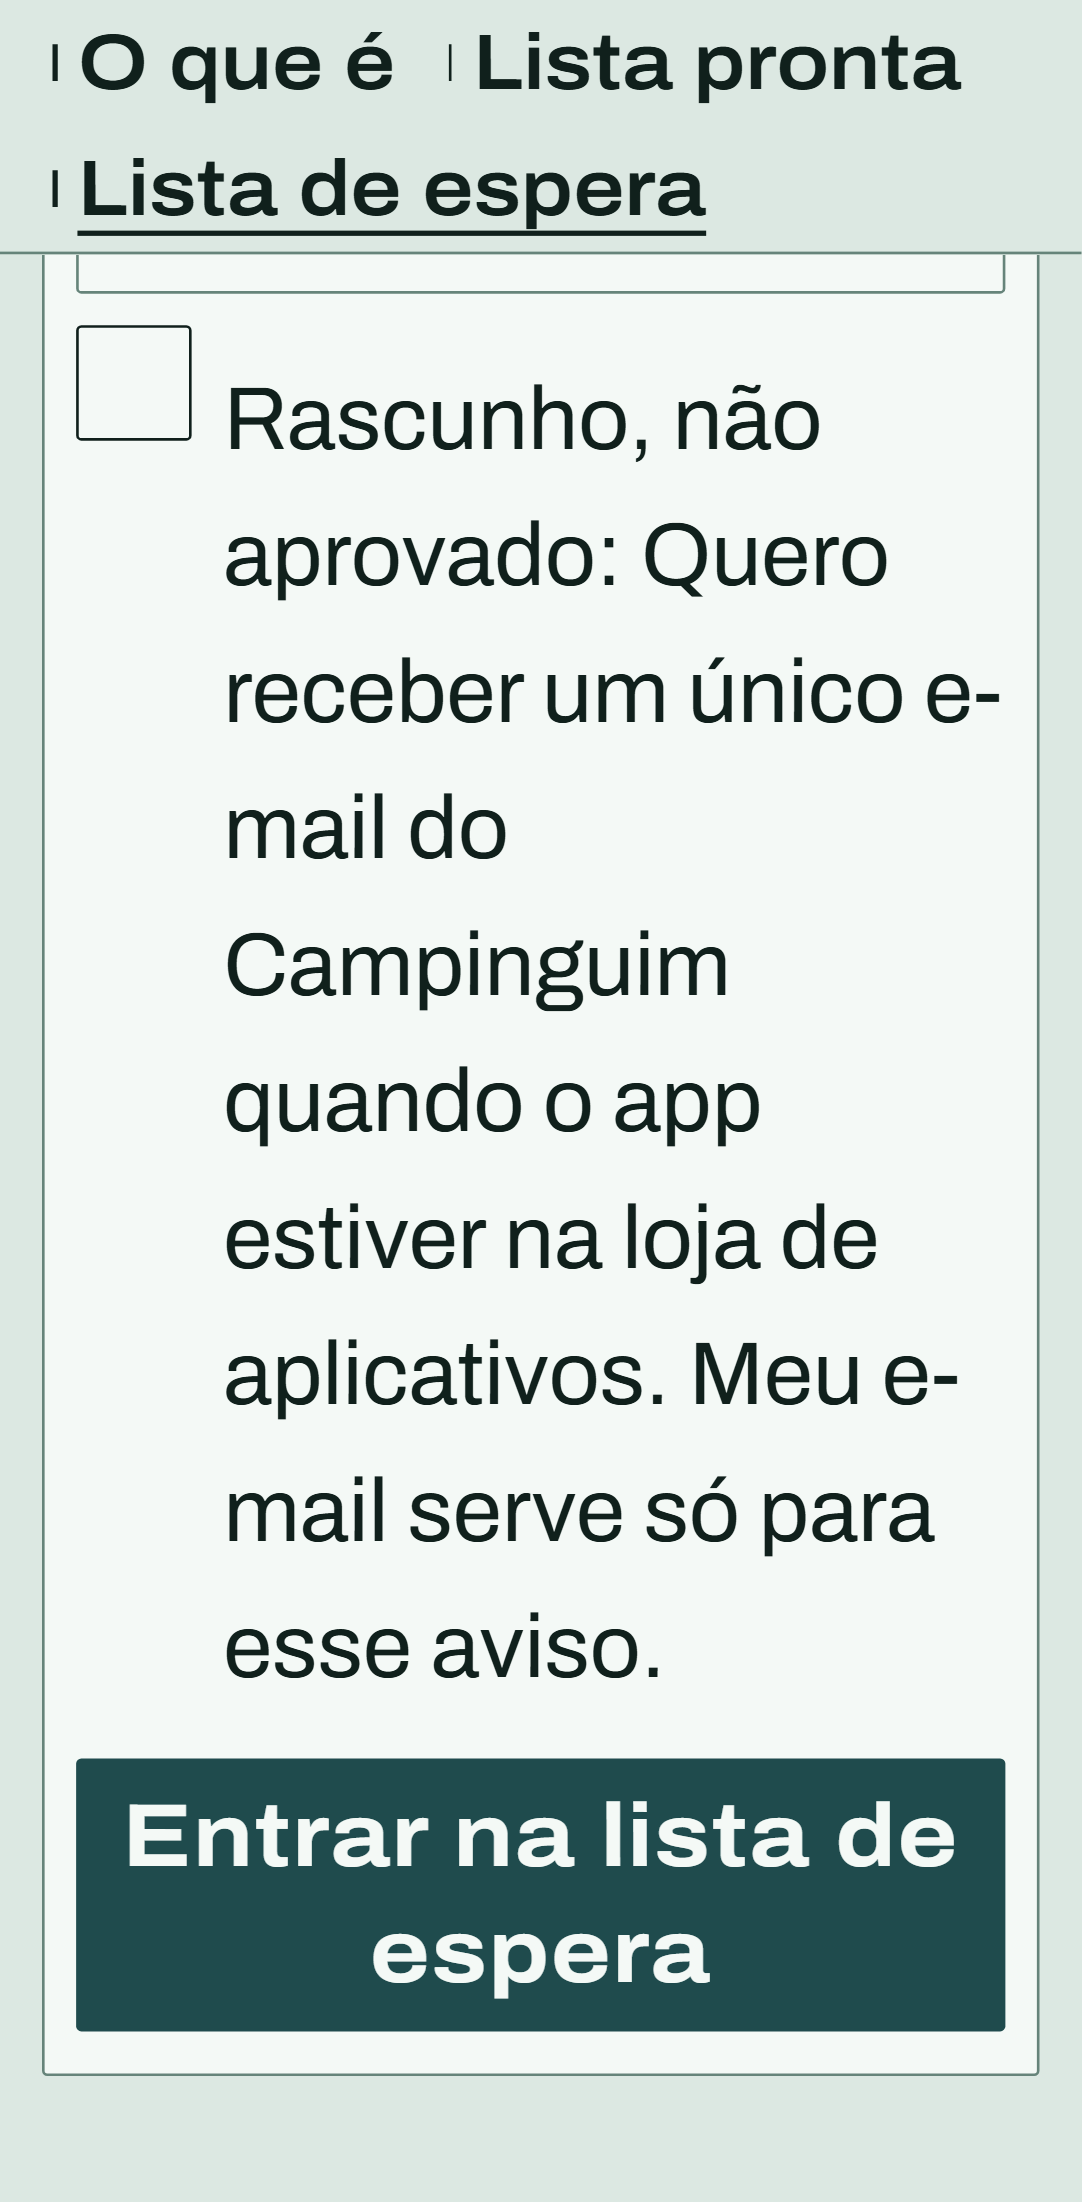 O que é
Lista pronta
Lista de espera
Rascunho, não
aprovado: Quero
receber um único e-
mail do
Campinguim
quando o app
estiver na loja de
aplicativos. Meu e-
mail serve só para
esse aviso.
Entrar na lista de
espera